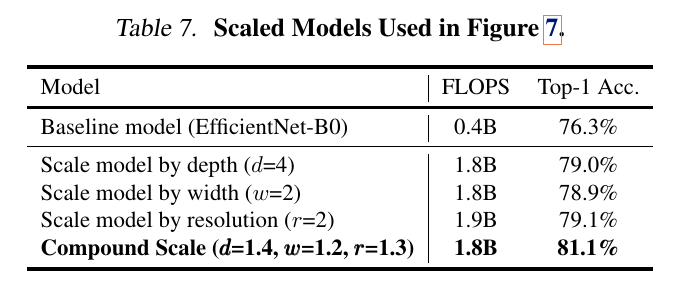 Table 7. Scaled Models Used in Figure 7.
Model FLOPS Top-1 Acc.
Baseline model (EfficientNet-B0) 0.4B 76.3%
Scale model by depth (d=4) 1.8B 79.0%
Scale model by width (w=2) 1.8B 78.9%
Scale model by resolution (r=2) 1.9B 79.1%
Compound Scale (d=1.4, w=1.2, r=1.3) 1.8B 81.1%